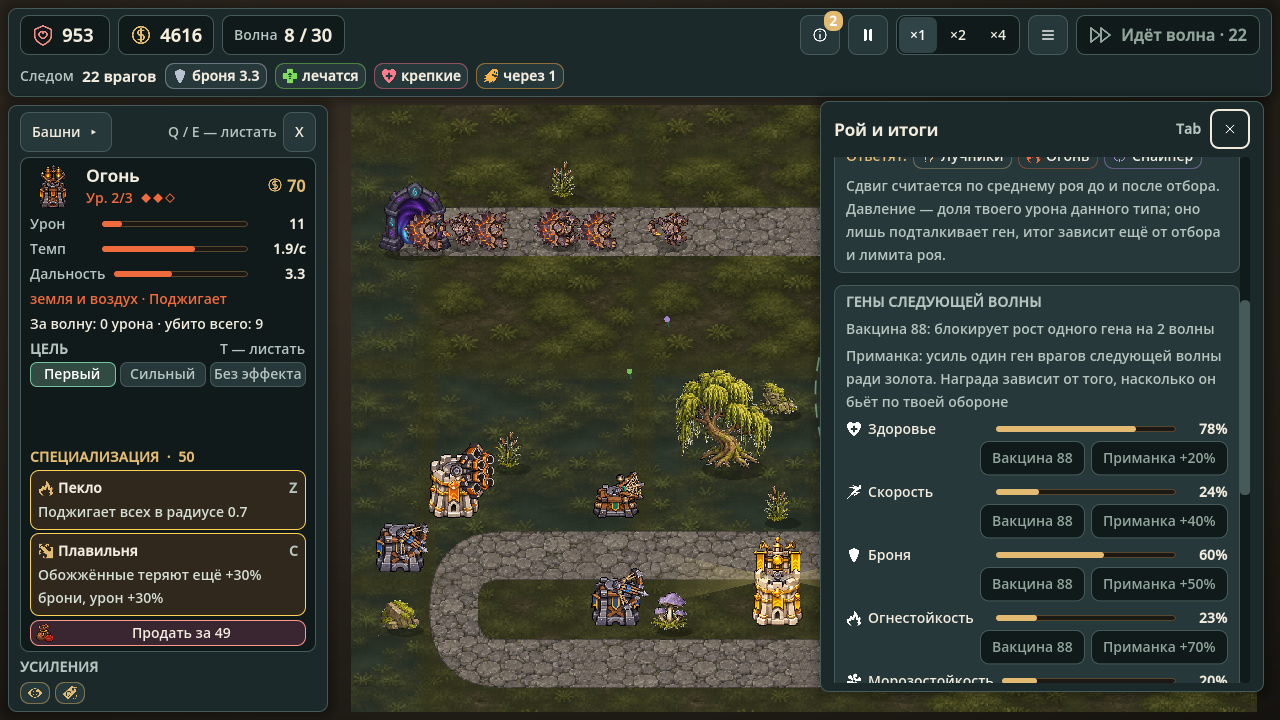 953
4616
Волна 8 / 30
2
×1
×2
×4
Идёт волна · 22
Следом 22 врагов
броня 3.3
лечатся
крепкие
через 1
Башни
Q / E — листать
X
Огонь
Ур. 2/3
70
Урон 11
Темп 1.9/с
Дальность 3.3
земля и воздух · Поджигает
За волну: 0 урона · убито всего: 9
ЦЕЛЬ
T — листать
Первый
Сильный
Без эффекта
СПЕЦИАЛИЗАЦИЯ · 50
Пекло Z
Поджигает всех в радиусе 0.7
Плавильня C
Обожжённые теряют ещё +30%
брони, урон +30%
Продать за 49
УСИЛЕНИЯ
Рой и итоги
Tab
Ответят: Лучники Огонь Снайпер
Сдвиг считается по среднему роя до и после отбора.
Давление — доля твоего урона данного типа; оно
лишь подталкивает ген, итог зависит ещё от отбора
и лимита роя.
ГЕНЫ СЛЕДУЮЩЕЙ ВОЛНЫ
Вакцина 88: блокирует рост одного гена на 2 волны
Приманка: усиль один ген врагов следующей волны
ради золота. Награда зависит от того, насколько он
бьёт по твоей обороне
Здоровье 78%
Вакцина 88
Приманка +20%
Скорость 24%
Вакцина 88
Приманка +40%
Броня 60%
Вакцина 88
Приманка +50%
Огнестойкость 23%
Вакцина 88
Приманка +70%
Морозостойкость 20%